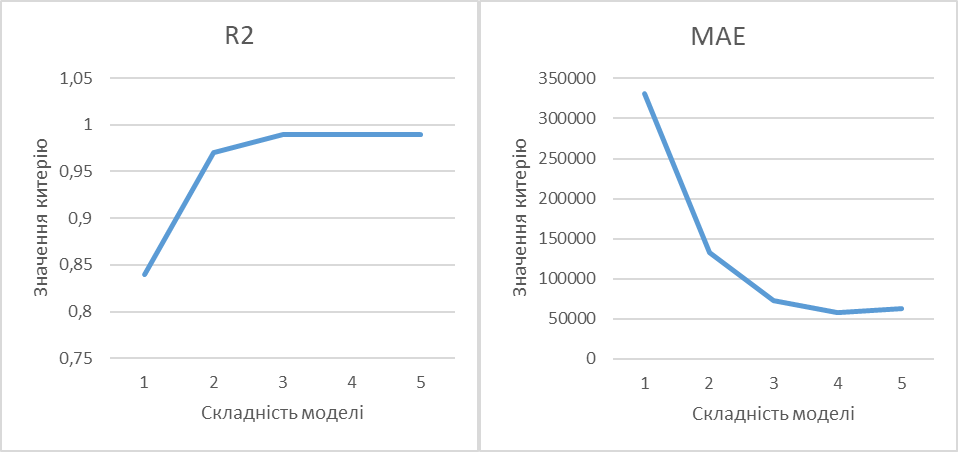 R2
Значення китерію
1,05
1
0,95
0,9
0,85
0,8
0,75
1 2 3 4 5
Складність моделі
MAE
Значення китерію
350000
300000
250000
200000
150000
100000
50000
0
1 2 3 4 5
Складність моделі